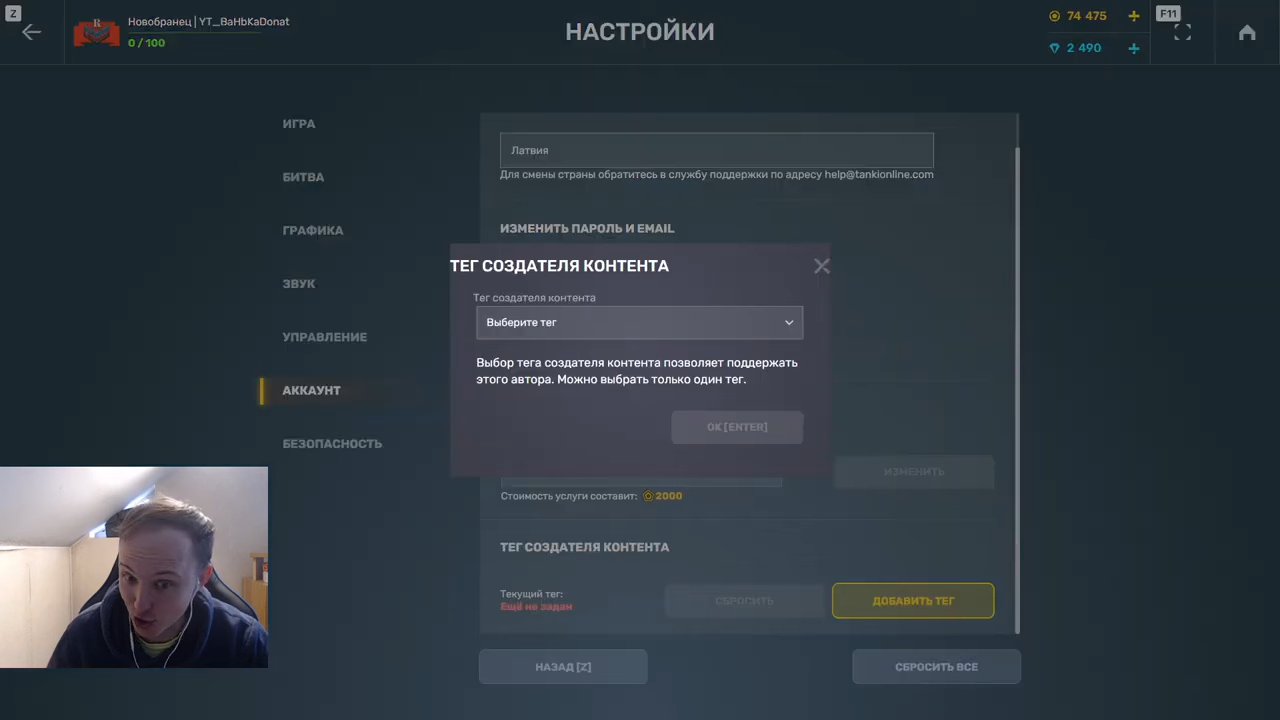 Z
Новобранец | YT_BaHbKaDonat
0 / 100
НАСТРОЙКИ
74 475
2 490
F11
ИГРА
БИТВА
ГРАФИКА
ЗВУК
УПРАВЛЕНИЕ
АККАУНТ
БЕЗОПАСНОСТЬ
Латвия
Для смены страны обратитесь в службу поддержки по адресу help@tankionline.com
ИЗМЕНИТЬ ПАРОЛЬ И EMAIL
ТЕГ СОЗДАТЕЛЯ КОНТЕНТА
Тег создателя контента
Выберите тег
Выбор тега создателя контента позволяет поддержать
этого автора. Можно выбрать только один тег.
ОК [ENTER]
ИЗМЕНИТЬ
Стоимость услуги составит: 2000
ТЕГ СОЗДАТЕЛЯ КОНТЕНТА
Текущий тег:
Ещё не задан
СБРОСИТЬ
ДОБАВИТЬ ТЕГ
НАЗАД [Z]
СБРОСИТЬ ВСЕ